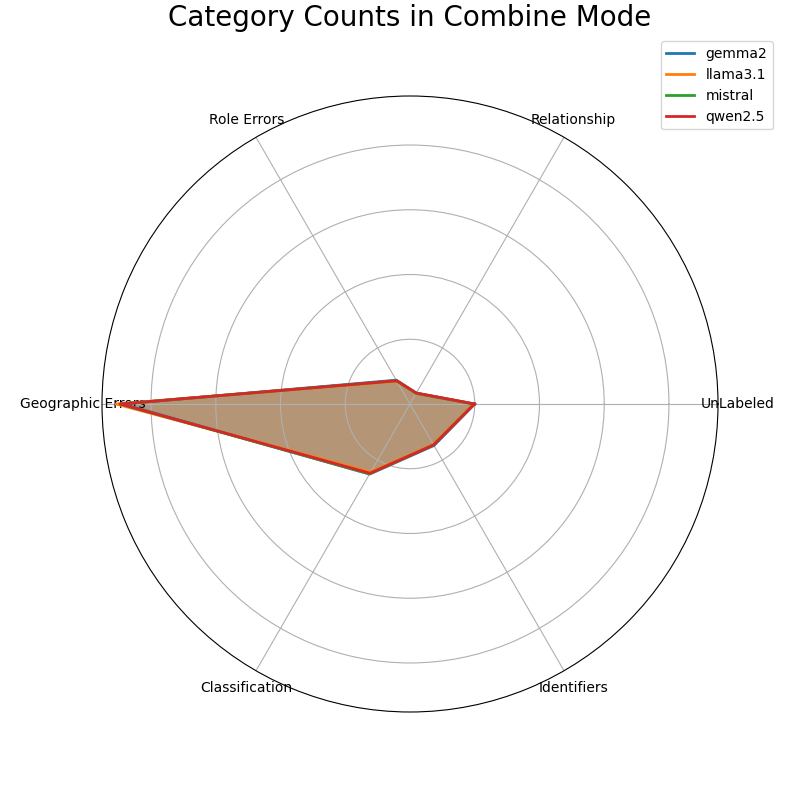 Category Counts in Combine Mode
gemma2
llama3.1
mistral
qwen2.5
Role Errors
Relationship
Geographic Errors
UnLabeled
Classification
Identifiers